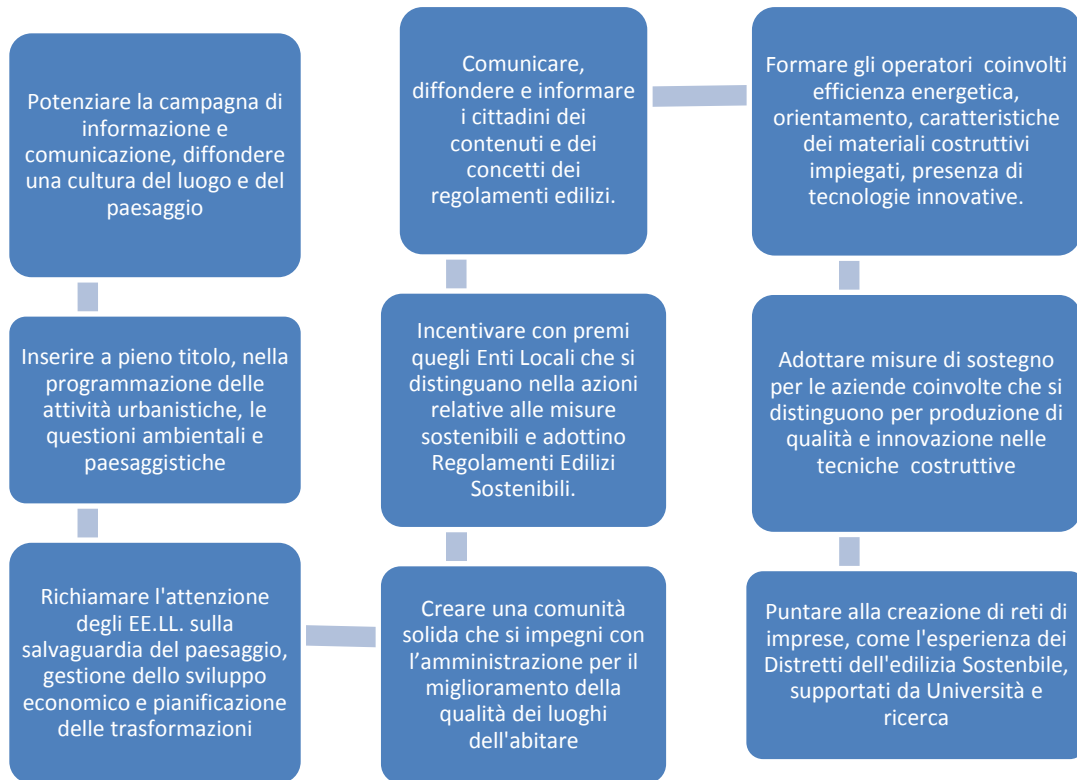 Potenziare la campagna di
informazione e
comunicazione, diffondere
una cultura del luogo e del
paesaggio
Inserire a pieno titolo, nella
programmazione delle
attività urbanistiche, le
questioni ambientali e
paesaggistiche
Richiamare l'attenzione
degli EE.LL. sulla
salvaguardia del paesaggio,
gestione dello sviluppo
economico e pianificazione
delle trasformazioni
Creare una comunità
solida che si impegni con
l’amministrazione per il
miglioramento della
qualità dei luoghi
dell'abitare
Incentivare con premi
quegli Enti Locali che si
distinguano nella azioni
relative alle misure
sostenibili e adottino
Regolamenti Edilizi
Sostenibili.
Comunicare,
diffondere e informare
i cittadini dei
contenuti e dei
concetti dei
regolamenti edilizi.
Formare gli operatori coinvolti
efficienza energetica,
orientamento, caratteristiche
dei materiali costruttivi
impiegati, presenza di
tecnologie innovative.
Adottare misure di sostegno
per le aziende coinvolte che si
distinguono per produzione di
qualità e innovazione nelle
tecniche costruttive
Puntare alla creazione di reti di
imprese, come l'esperienza dei
Distretti dell'edilizia Sostenbile,
supportati da Università e
ricerca